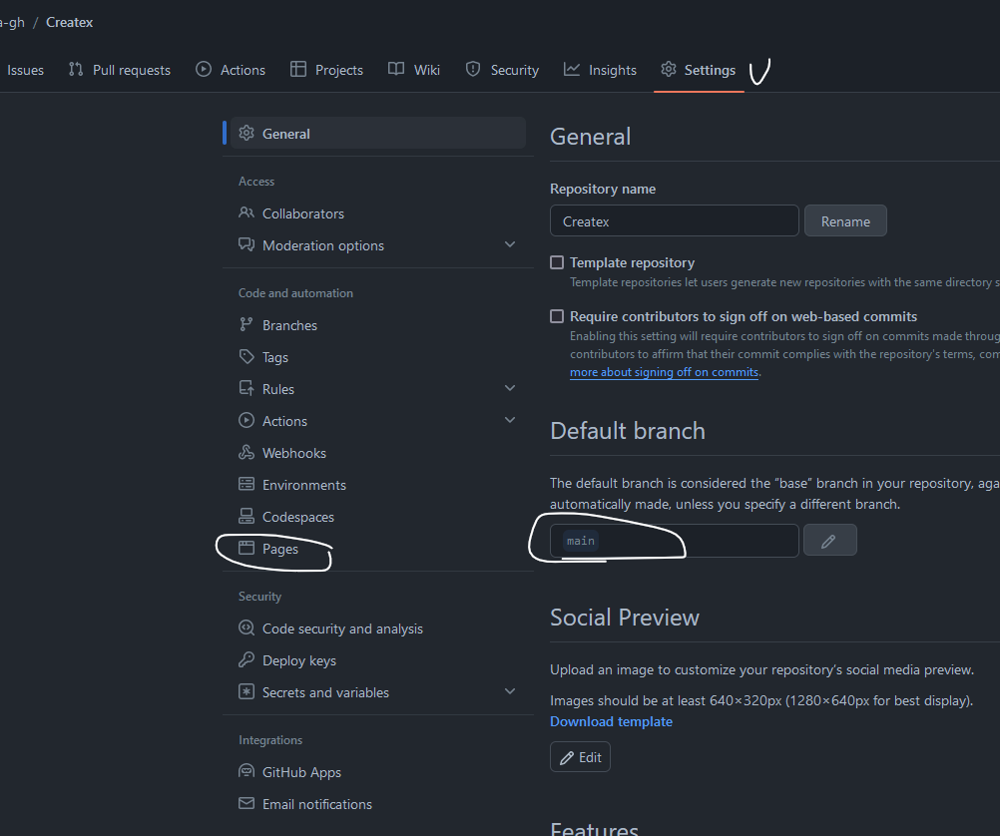 a-gh / Createx
Issues Pull requests Actions Projects Wiki Security Insights Settings
General
Access
Collaborators
Moderation options
Code and automation
Branches
Tags
Rules
Actions
Webhooks
Environments
Codespaces
Pages
Security
Code security and analysis
Deploy keys
Secrets and variables
Integrations
GitHub Apps
Email notifications
General
Repository name
Createx Rename
Template repository
Template repositories let users generate new repositories with the same directory s
Require contributors to sign off on web-based commits
Enabling this setting will require contributors to sign off on commits made throug
contributors to affirm that their commit complies with the repository's terms, com
more about signing off on commits.
Default branch
The default branch is considered the “base” branch in your repository, aga
automatically made, unless you specify a different branch.
main
Social Preview
Upload an image to customize your repository's social media preview.
Images should be at least 640×320px (1280×640px for best display).
Download template
Edit
Features